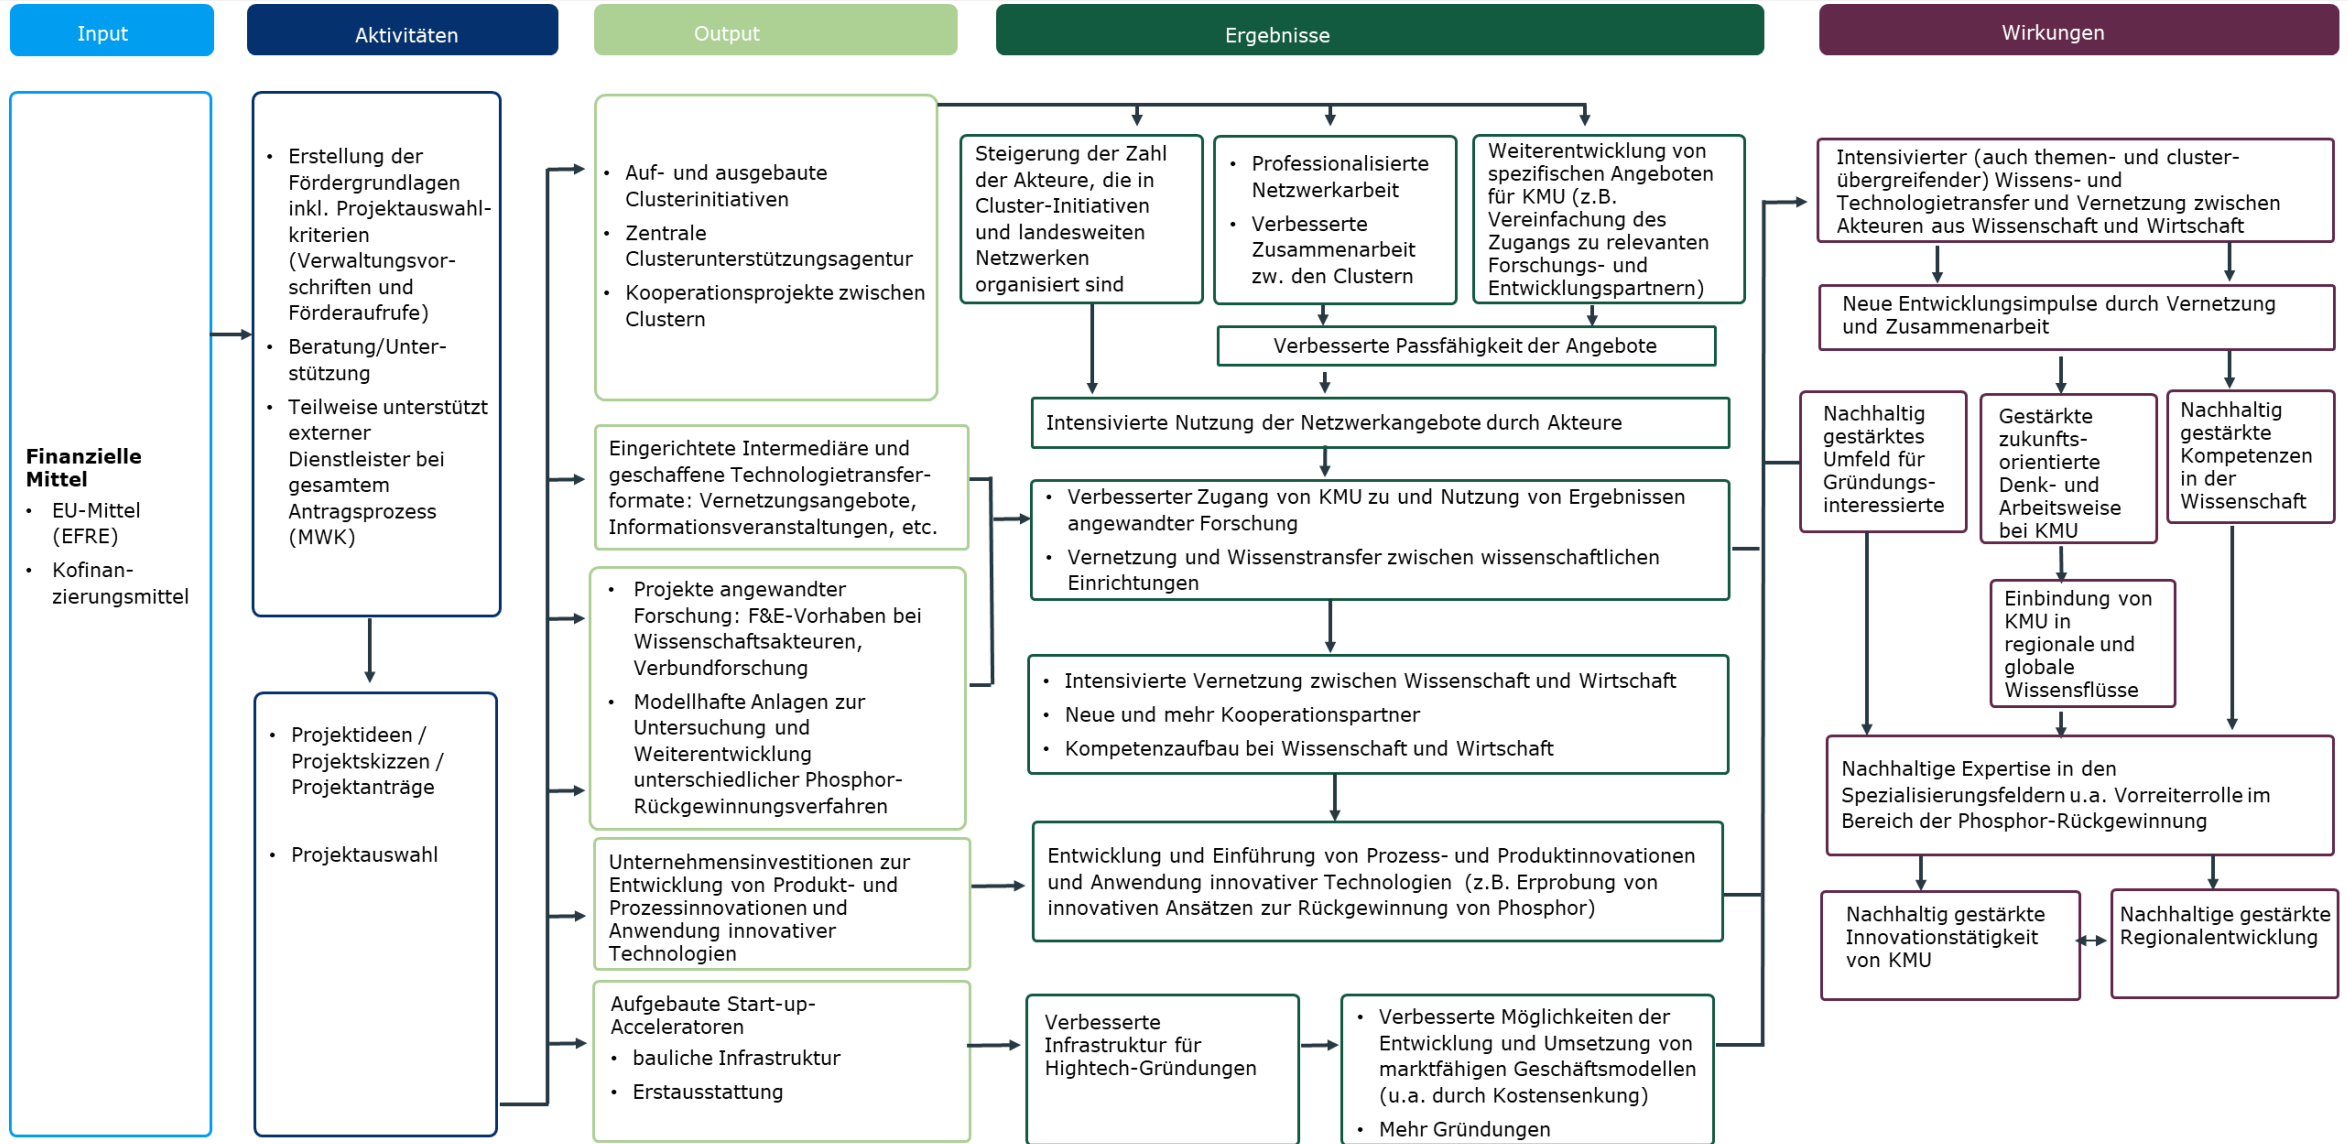 Input
Aktivitäten
Output
Ergebnisse
Wirkungen
Finanzielle
Mittel
• EU-Mittel
(EFRE)
• Kofinan-
zierungsmittel
• Erstellung der
Fördergrundlagen
inkl. Projektauswahl-
kriterien
(Verwaltungsvor-
schriften und
Förderaufrufe)
• Beratung/Unter-
stützung
• Teilweise unterstützt
externer
Dienstleister bei
gesamtem
Antragsprozess
(MWK)
• Projektideen /
Projektskizzen /
Projektanträge
• Projektauswahl
• Auf- und ausgebaute
Clusterinitiativen
• Zentrale
Clusterunterstützungsagentur
• Kooperationsprojekte zwischen
Clustern
Eingerichtete Intermediäre und
geschaffene Technologietransfer-
formate: Vernetzungsangebote,
Informationsveranstaltungen, etc.
• Projekte angewandter
Forschung: F&E-Vorhaben bei
Wissenschaftsakteuren,
Verbundforschung
• Modellhafte Anlagen zur
Untersuchung und
Weiterentwicklung
unterschiedlicher Phosphor-
Rückgewinnungsverfahren
Unternehmensinvestitionen zur
Entwicklung von Produkt- und
Prozessinnovationen und
Anwendung innovativer
Technologien
Aufgebaute Start-up-
Acceleratoren
• bauliche Infrastruktur
• Erstausstattung
Steigerung der Zahl
der Akteure, die in
Cluster-Initiativen
und landesweiten
Netzwerken
organisiert sind
• Professionalisierte
Netzwerkarbeit
• Verbesserte
Zusammenarbeit
zw. den Clustern
Weiterentwicklung von
spezifischen Angeboten
für KMU (z.B.
Vereinfachung des
Zugangs zu relevanten
Forschungs- und
Entwicklungspartnern)
Verbesserte Passfähigkeit der Angebote
Intensivierte Nutzung der Netzwerkangebote durch Akteure
• Verbesserter Zugang von KMU zu und Nutzung von Ergebnissen
angewandter Forschung
• Vernetzung und Wissenstransfer zwischen wissenschaftlichen
Einrichtungen
• Intensivierte Vernetzung zwischen Wissenschaft und Wirtschaft
• Neue und mehr Kooperationspartner
• Kompetenzaufbau bei Wissenschaft und Wirtschaft
Entwicklung und Einführung von Prozess- und Produktinnovationen
und Anwendung innovativer Technologien (z.B. Erprobung von
innovativen Ansätzen zur Rückgewinnung von Phosphor)
Verbesserte
Infrastruktur für
Hightech-Gründungen
• Verbesserte Möglichkeiten der
Entwicklung und Umsetzung von
marktfähigen Geschäftsmodellen
(u.a. durch Kostensenkung)
• Mehr Gründungen
Intensivierter (auch themen- und cluster-
übergreifender) Wissens- und
Technologietransfer und Vernetzung zwischen
Akteuren aus Wissenschaft und Wirtschaft
Neue Entwicklungsimpulse durch Vernetzung
und Zusammenarbeit
Nachhaltig
gestärktes
Umfeld für
Gründungs-
interessierte
Gestärkte
zukunfts-
orientierte
Denk- und
Arbeitsweise
bei KMU
Nachhaltig
gestärkte
Kompetenzen
in der
Wissenschaft
Einbindung von
KMU in
regionale und
globale
Wissensflüsse
Nachhaltige Expertise in den
Spezialisierungsfeldern u.a. Vorreiterrolle im
Bereich der Phosphor-Rückgewinnung
Nachhaltig gestärkte
Innovationstätigkeit
von KMU
Nachhaltige gestärkte
Regionalentwicklung